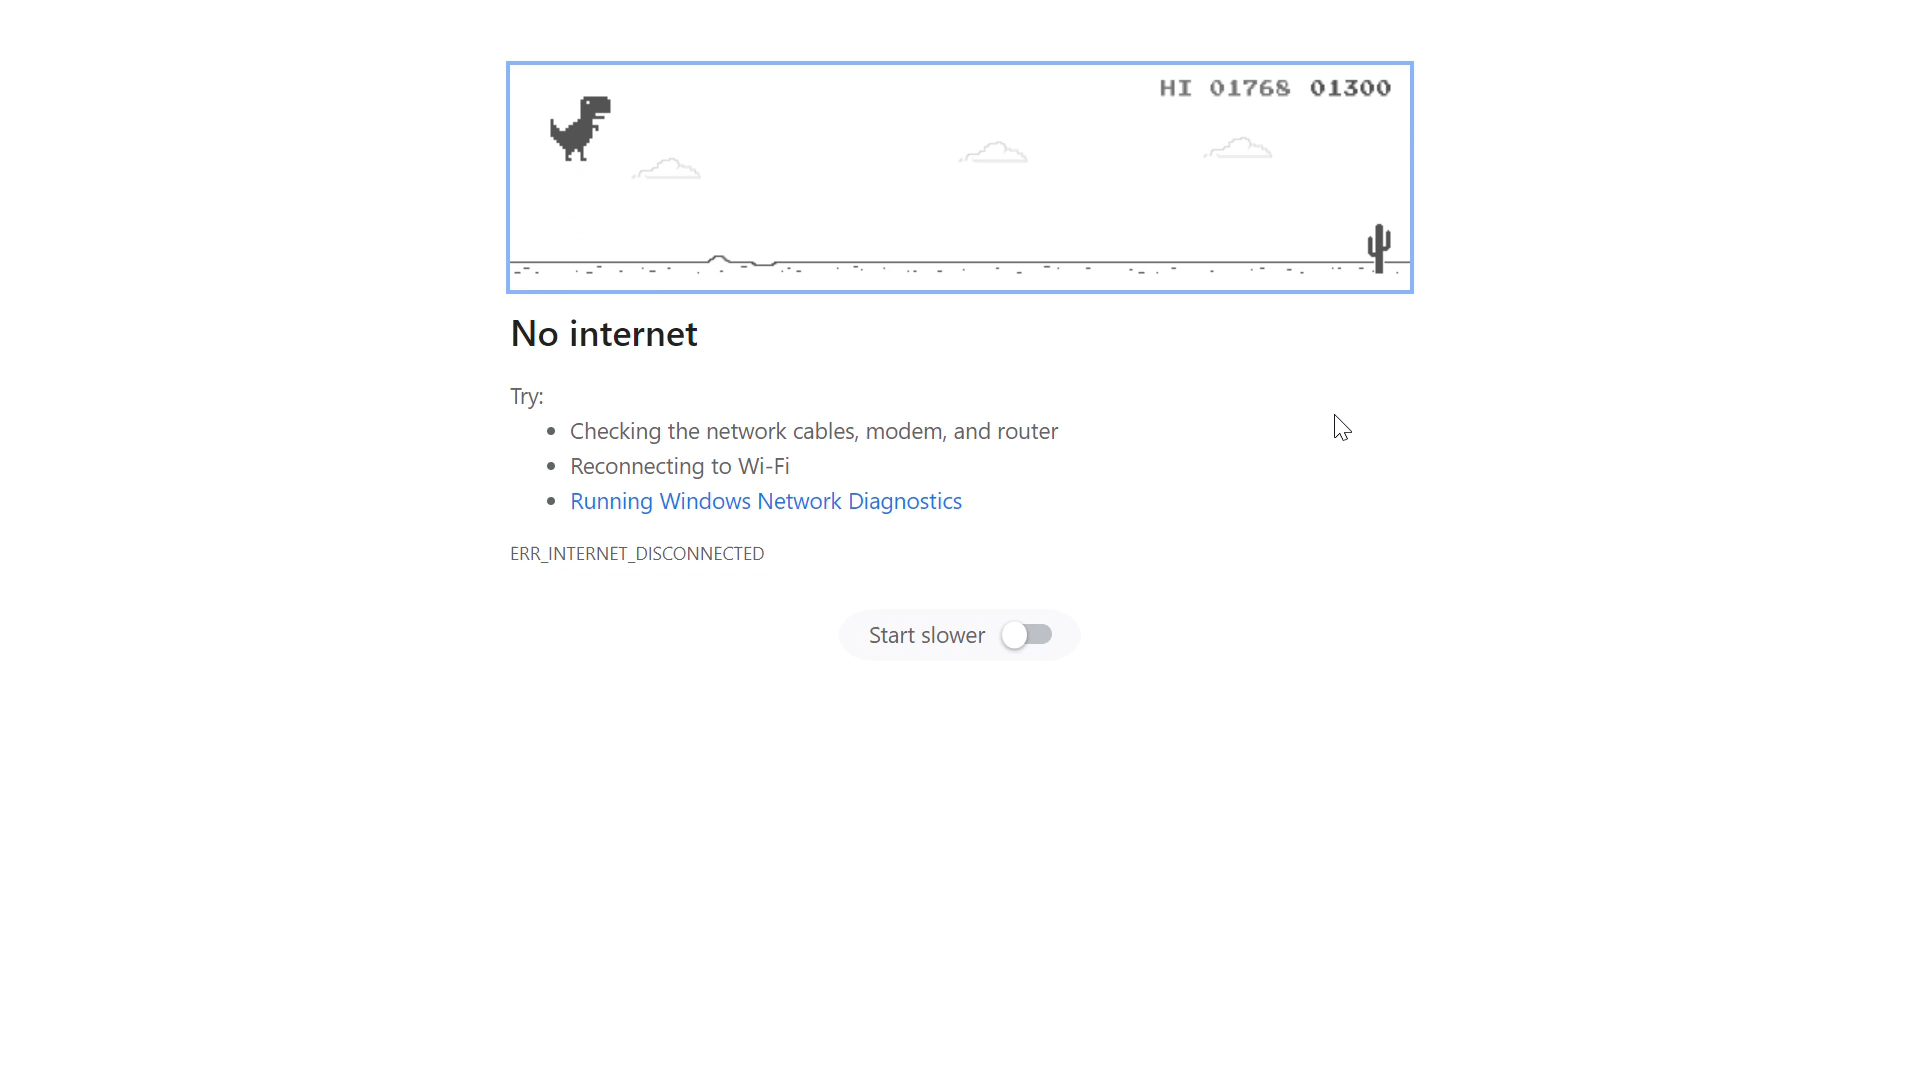 HI 01768 01300
No internet
Try:
Checking the network cables, modem, and router
Reconnecting to Wi-Fi
Running Windows Network Diagnostics
ERR_INTERNET_DISCONNECTED
Start slower